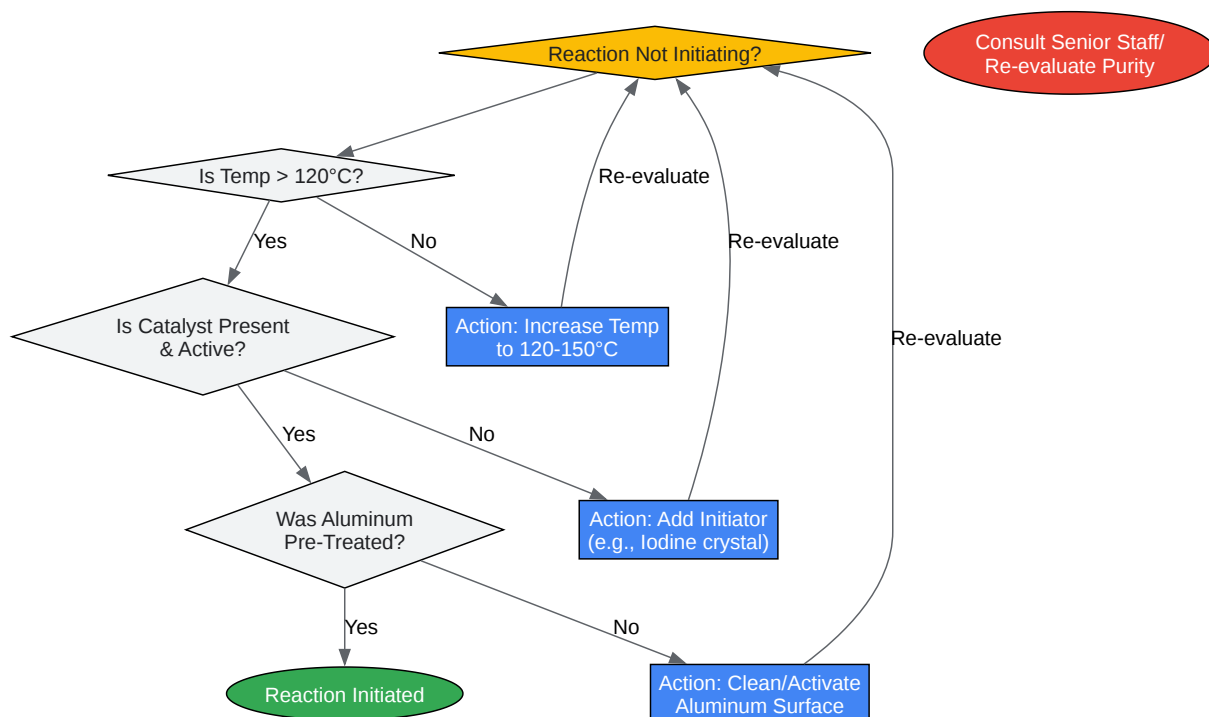 Reaction Not Initiating?
Consult Senior Staff/
Re-evaluate Purity
Is Temp > 120°C?
Re-evaluate
Yes
No
Re-evaluate
Is Catalyst Present
& Active?
Action: Increase Temp
to 120-150°C
Re-evaluate
Yes
No
Was Aluminum
Pre-Treated?
Action: Add Initiator
(e.g., Iodine crystal)
Yes
No
Reaction Initiated
Action: Clean/Activate
Aluminum Surface